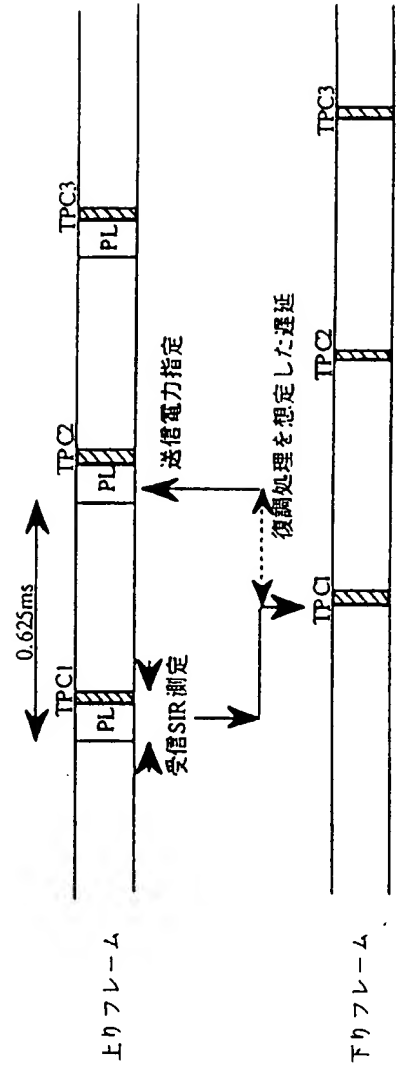 0.625ms
TPC1
TPC2
TPC3
上りフレーム
PL
PL
PL
受信SIR測定
送信電力指定
復調処理を想定した遅延
TPC1
TPC2
TPC3
下りフレーム